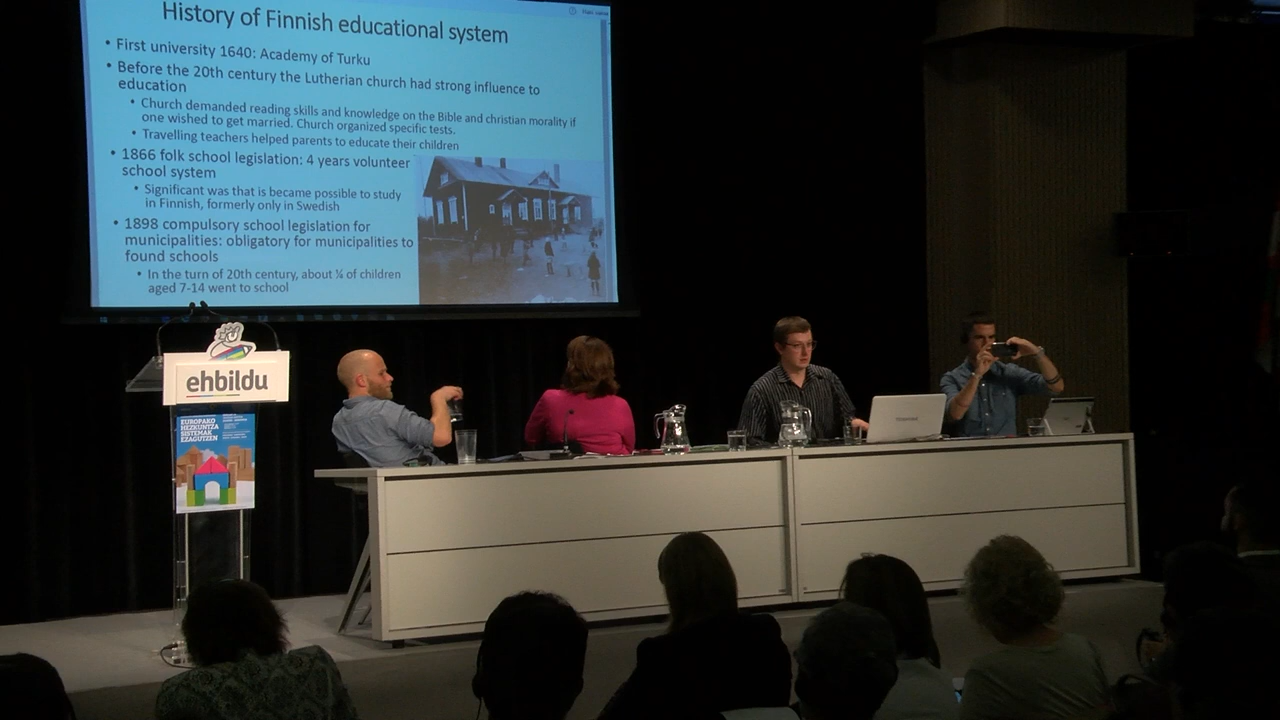 History of Finnish educational system
• First university 1640: Academy of Turku
• Before the 20th century the Lutherian church had strong influence to
education
• Church demanded reading skills and knowledge on the Bible and christian morality if
one wished to get married. Church organized specific tests.
• Travelling teachers helped parents to educate their children
• 1866 folk school legislation: 4 years volunteer
school system
• Significant was that is became possible to study
in Finnish, formerly only in Swedish
• 1898 compulsory school legislation for
municipalities: obligatory for municipalities to
found schools
• In the turn of 20th century, about ¼ of children
aged 7-14 went to school
ehbildu
EUROPAKO
HEZKUNTZA
SISTEMAK
EZAGUTZEN